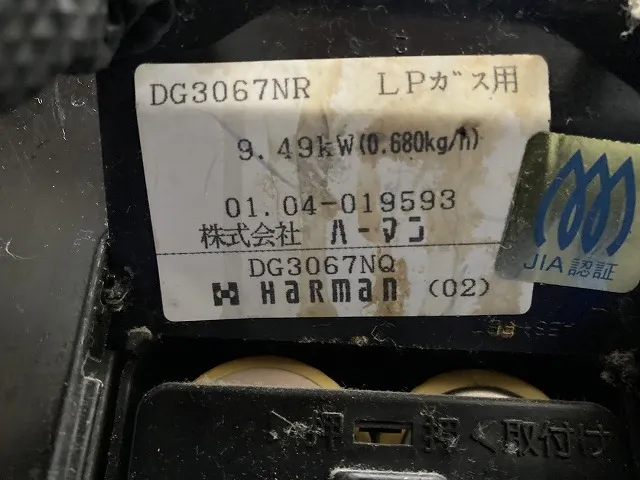 DG3067NR LPガス用
9.49kW(0.680kg/h)
01.04-019593
株式会社 ハーマン
DG3067NQ
HARMAN (02)
JIA認証
押 押く取付け